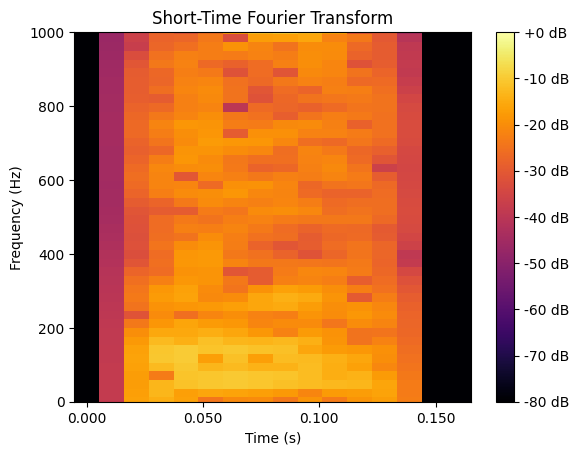 Short-Time Fourier Transform
1000
800
600
400
200
0
Frequency (Hz)
0.000
0.050
0.100
0.150
Time (s)
+0 dB
-10 dB
-20 dB
-30 dB
-40 dB
-50 dB
-60 dB
-70 dB
-80 dB